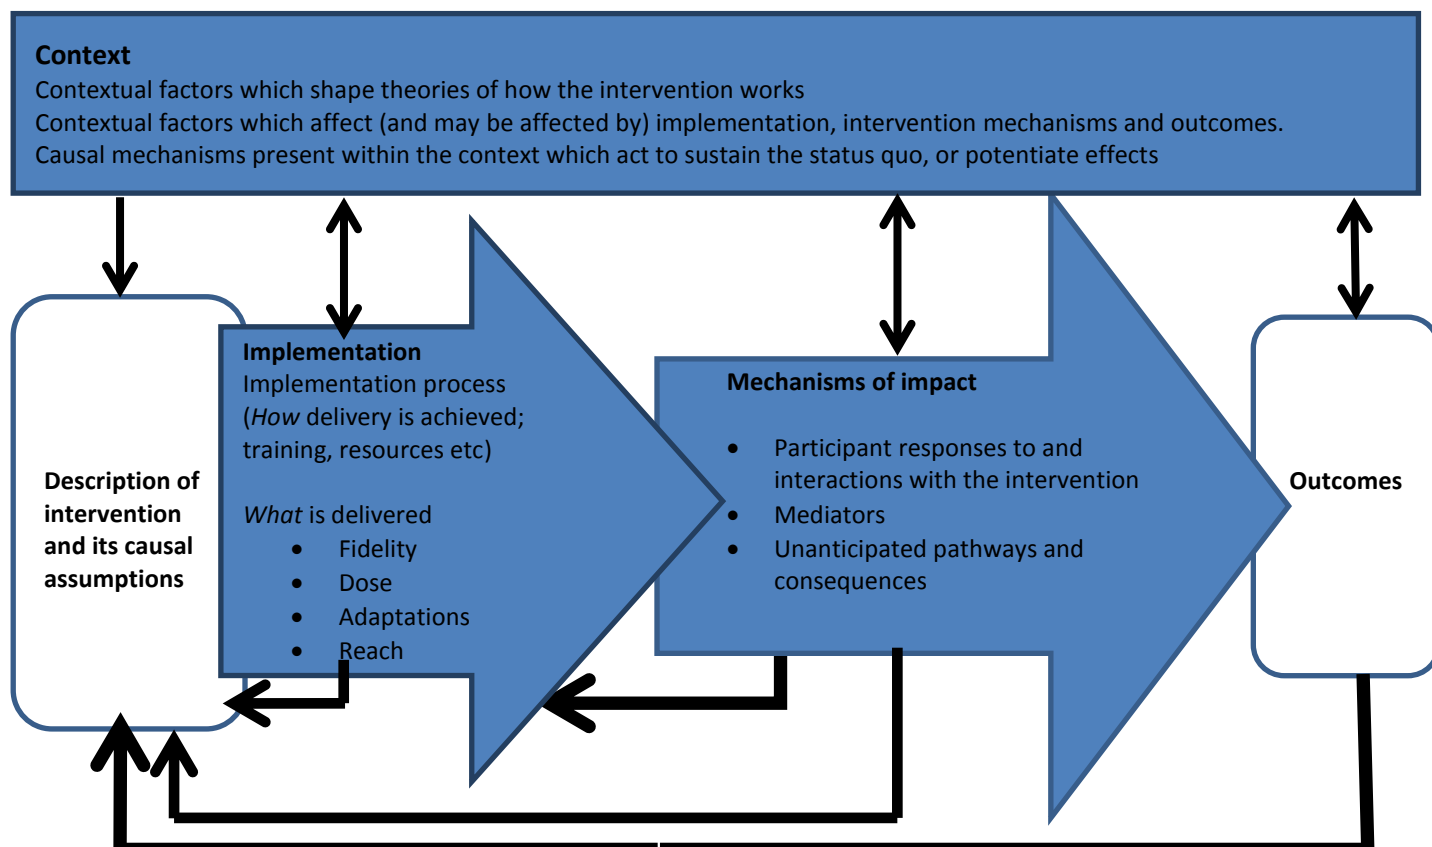 Context
Contextual factors which shape theories of how the intervention works
Contextual factors which affect (and may be affected by) implementation, intervention mechanisms and outcomes.
Causal mechanisms present within the context which act to sustain the status quo, or potentiate effects
Description of
intervention
and its causal
assumptions
Implementation
Implementation process
(How delivery is achieved;
training, resources etc)
What is delivered
• Fidelity
• Dose
• Adaptations
• Reach
Mechanisms of impact
• Participant responses to and
interactions with the intervention
• Mediators
• Unanticipated pathways and
consequences
Outcomes